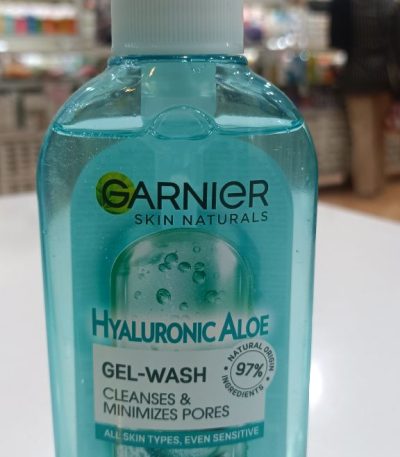 GARNIER
SKIN NATURALS
HYALURONIC ALOE
GEL-WASH
CLEANSES &
MINIMIZES PORES
NATURAL ORIGIN
97%
INGREDIENTS
ALL SKIN TYPES, EVEN SENSITIVE